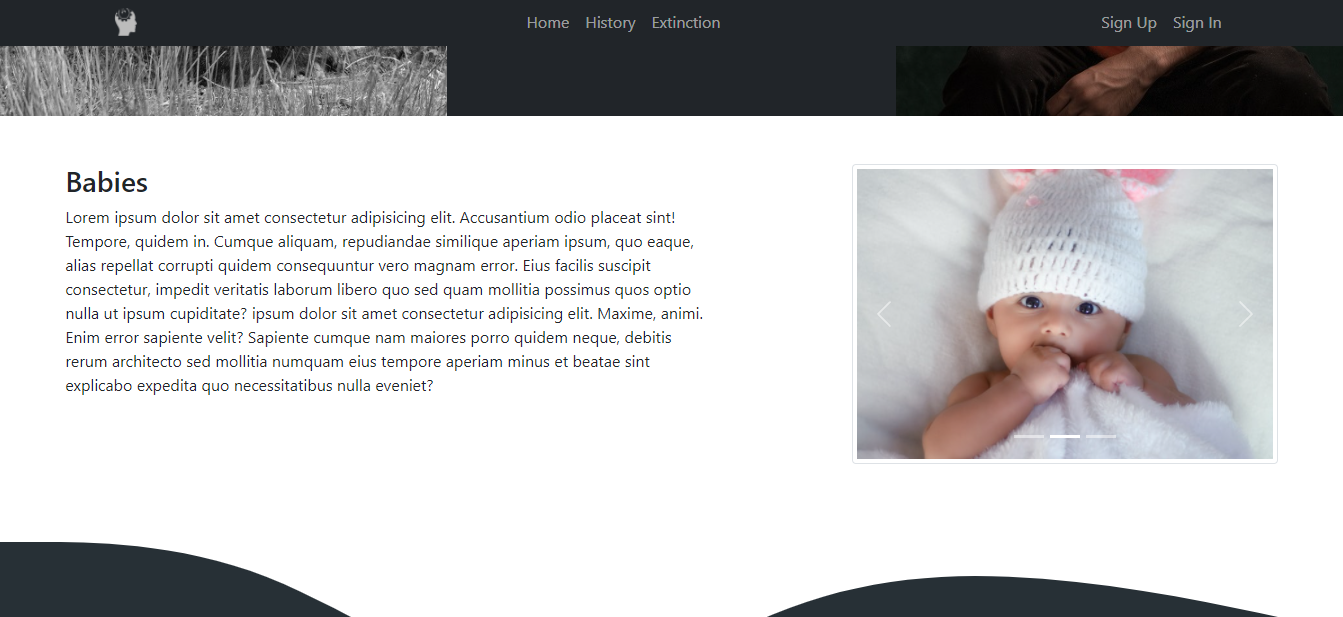 Home History Extinction Sign Up Sign In
Babies
Lorem ipsum dolor sit amet consectetur adipisicing elit. Accusantium odio placeat sint!
Tempore, quidem in. Cumque aliquam, repudiandae similique aperiam ipsum, quo eaque,
alias repellat corrupti quidem consequuntur vero magnam error. Eius facilis suscipit
consectetur, impedit veritatis laborum libero quo sed quam mollitia possimus quos optio
nulla ut ipsum cupiditate? ipsum dolor sit amet consectetur adipisicing elit. Maxime, animi.
Enim error sapiente velit? Sapiente cumque nam maiores porro quidem neque, debitis
rerum architecto sed mollitia numquam eius tempore aperiam minus et beatae sint
explicabo expedita quo necessitatibus nulla eveniet?